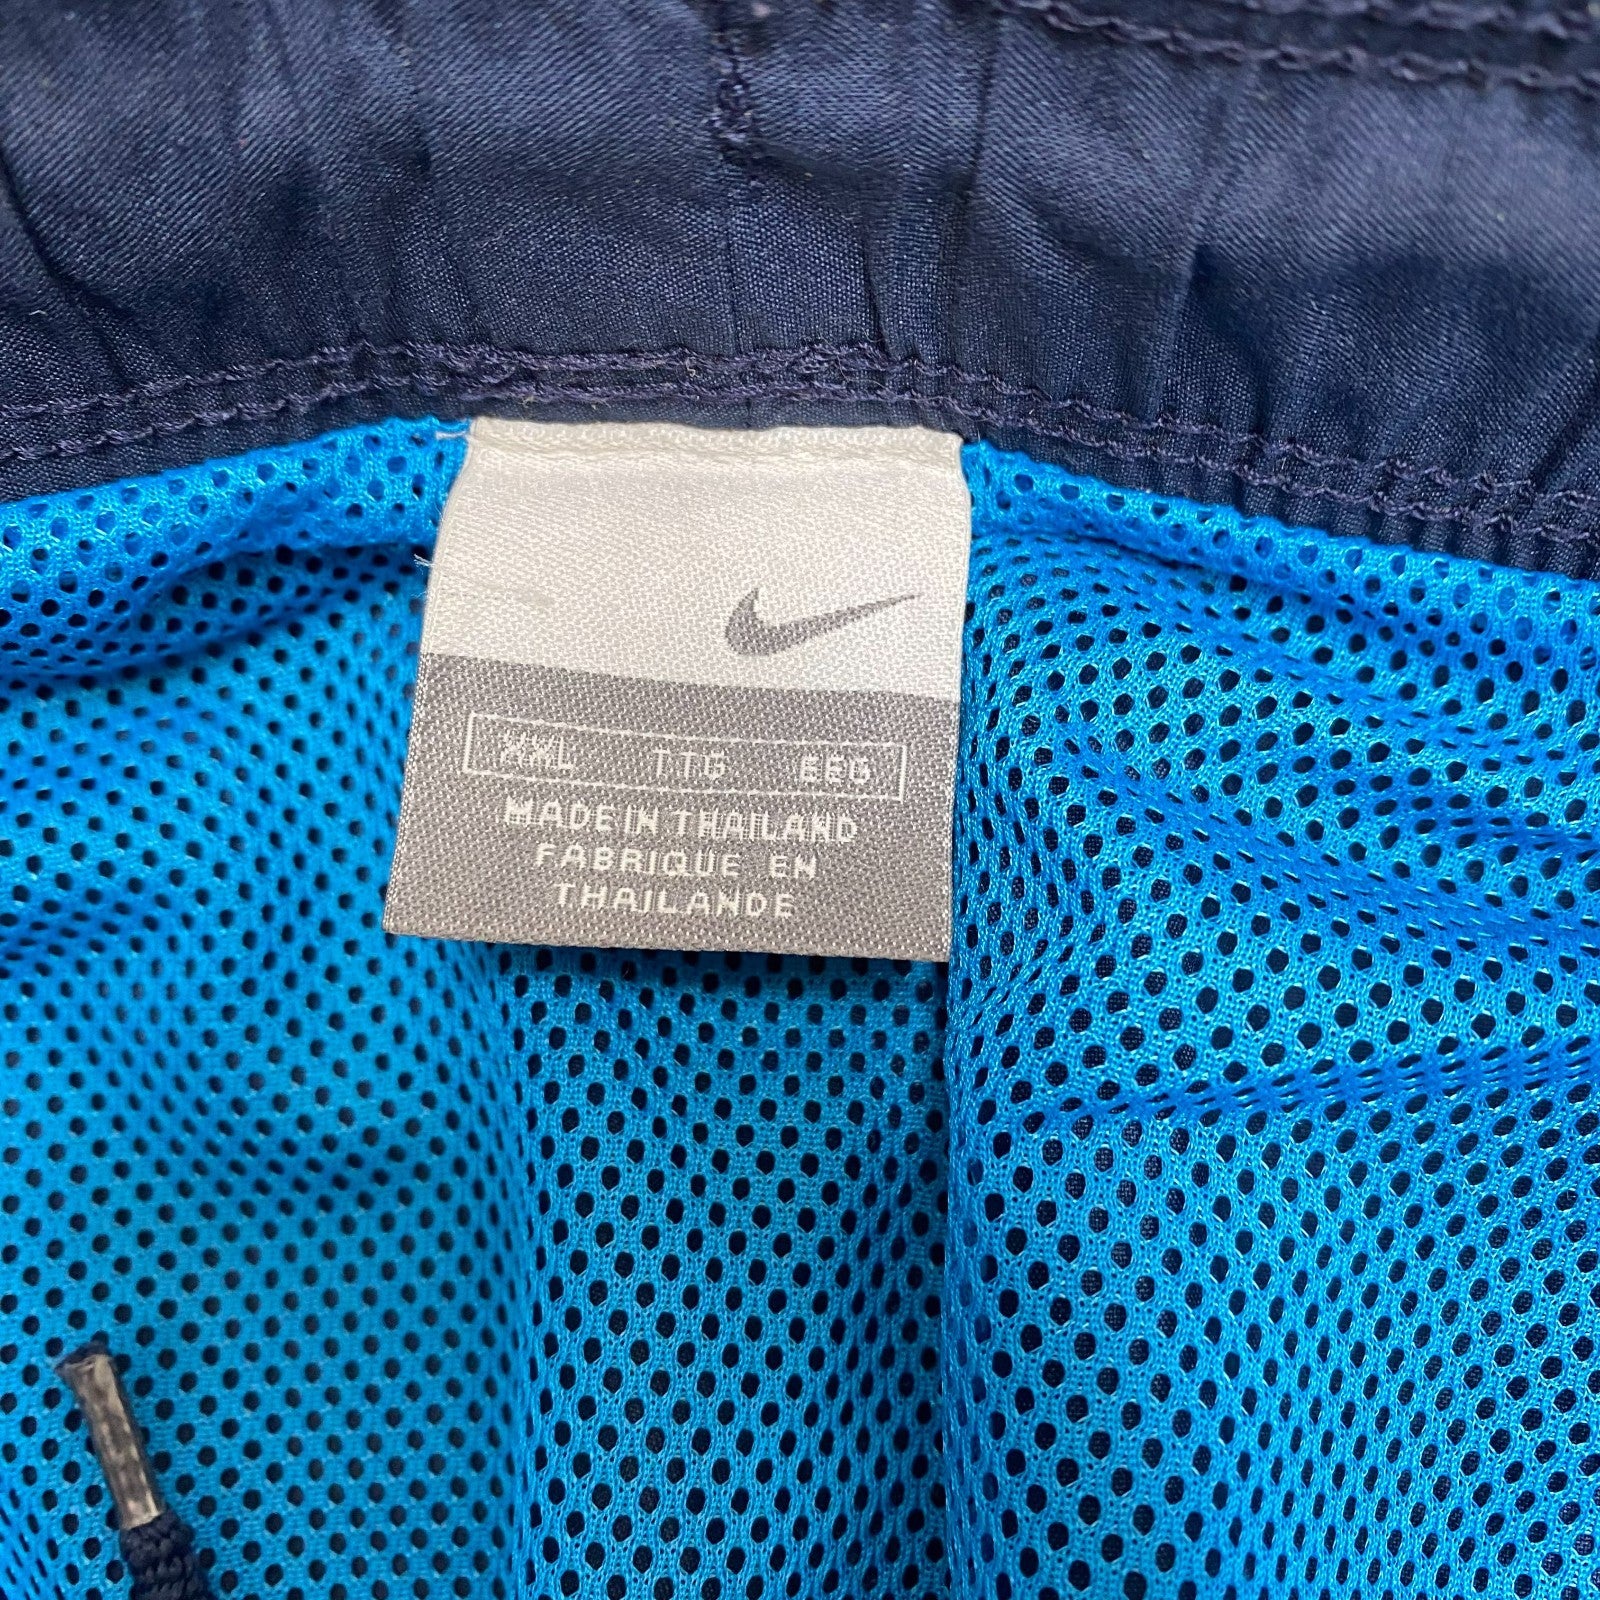 XXL TTG EEG
MADE IN THAILAND
FABRIQUE EN
THAILANDE